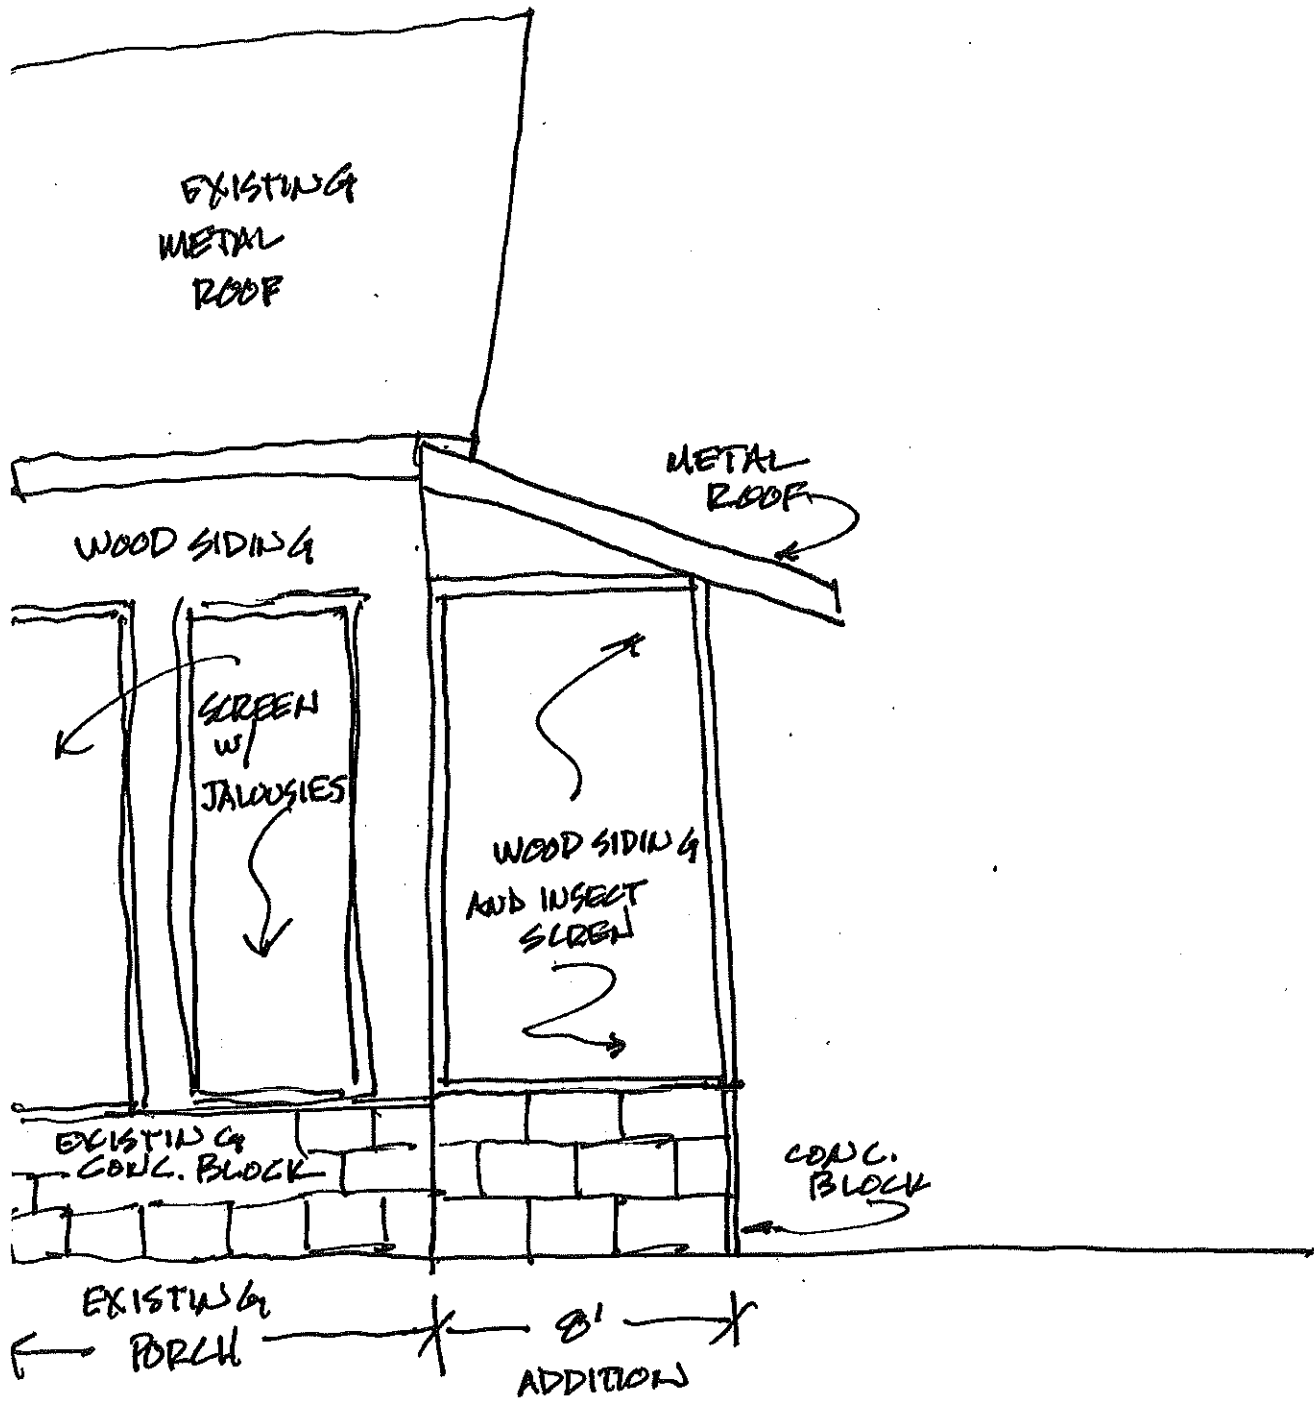 EXISTING
METAL
ROOF
METAL
ROOF
WOOD SIDING
SCREEN
W/
JALOUSIES
WOOD SIDING
AND INSECT
SCREN
EXISTING
CONC. BLOCK
CONC.
BLOCK
EXISTING
PORCH
8'
ADDITION